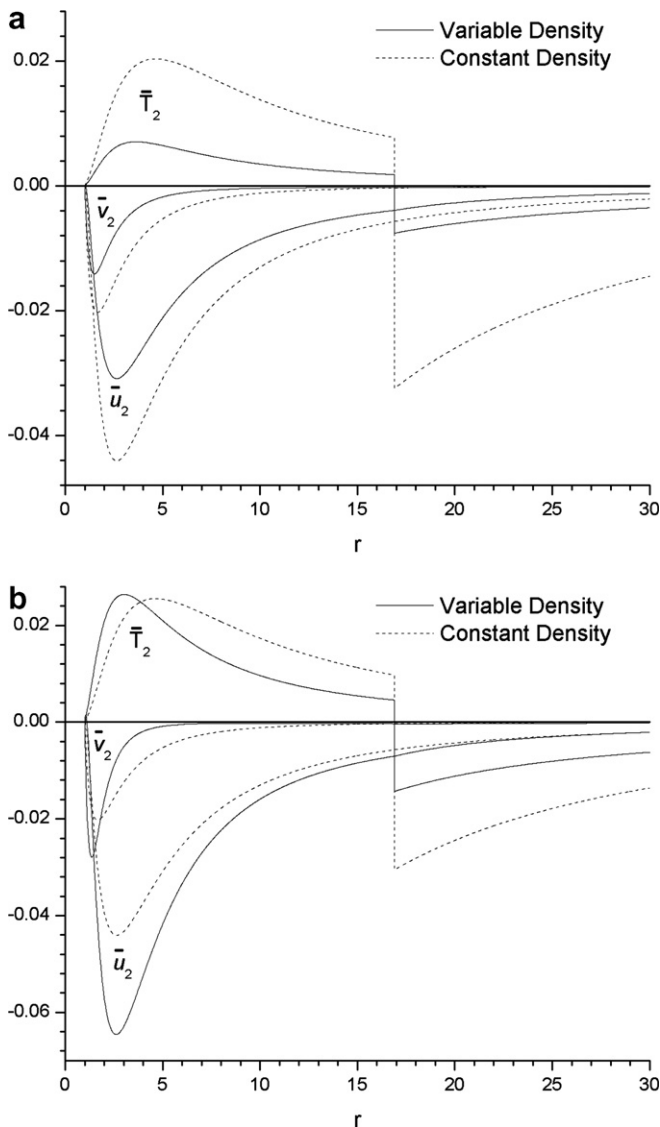 a
Variable Density
Constant Density
0.02
T̿₂
0.00
v̄₂
-0.02
ū₂
-0.04
0 5 10 15 20 25 30
r
b
Variable Density
Constant Density
0.02
T̿₂
0.00
v̄₂
-0.02
-0.04
ū₂
-0.06
0 5 10 15 20 25 30
r